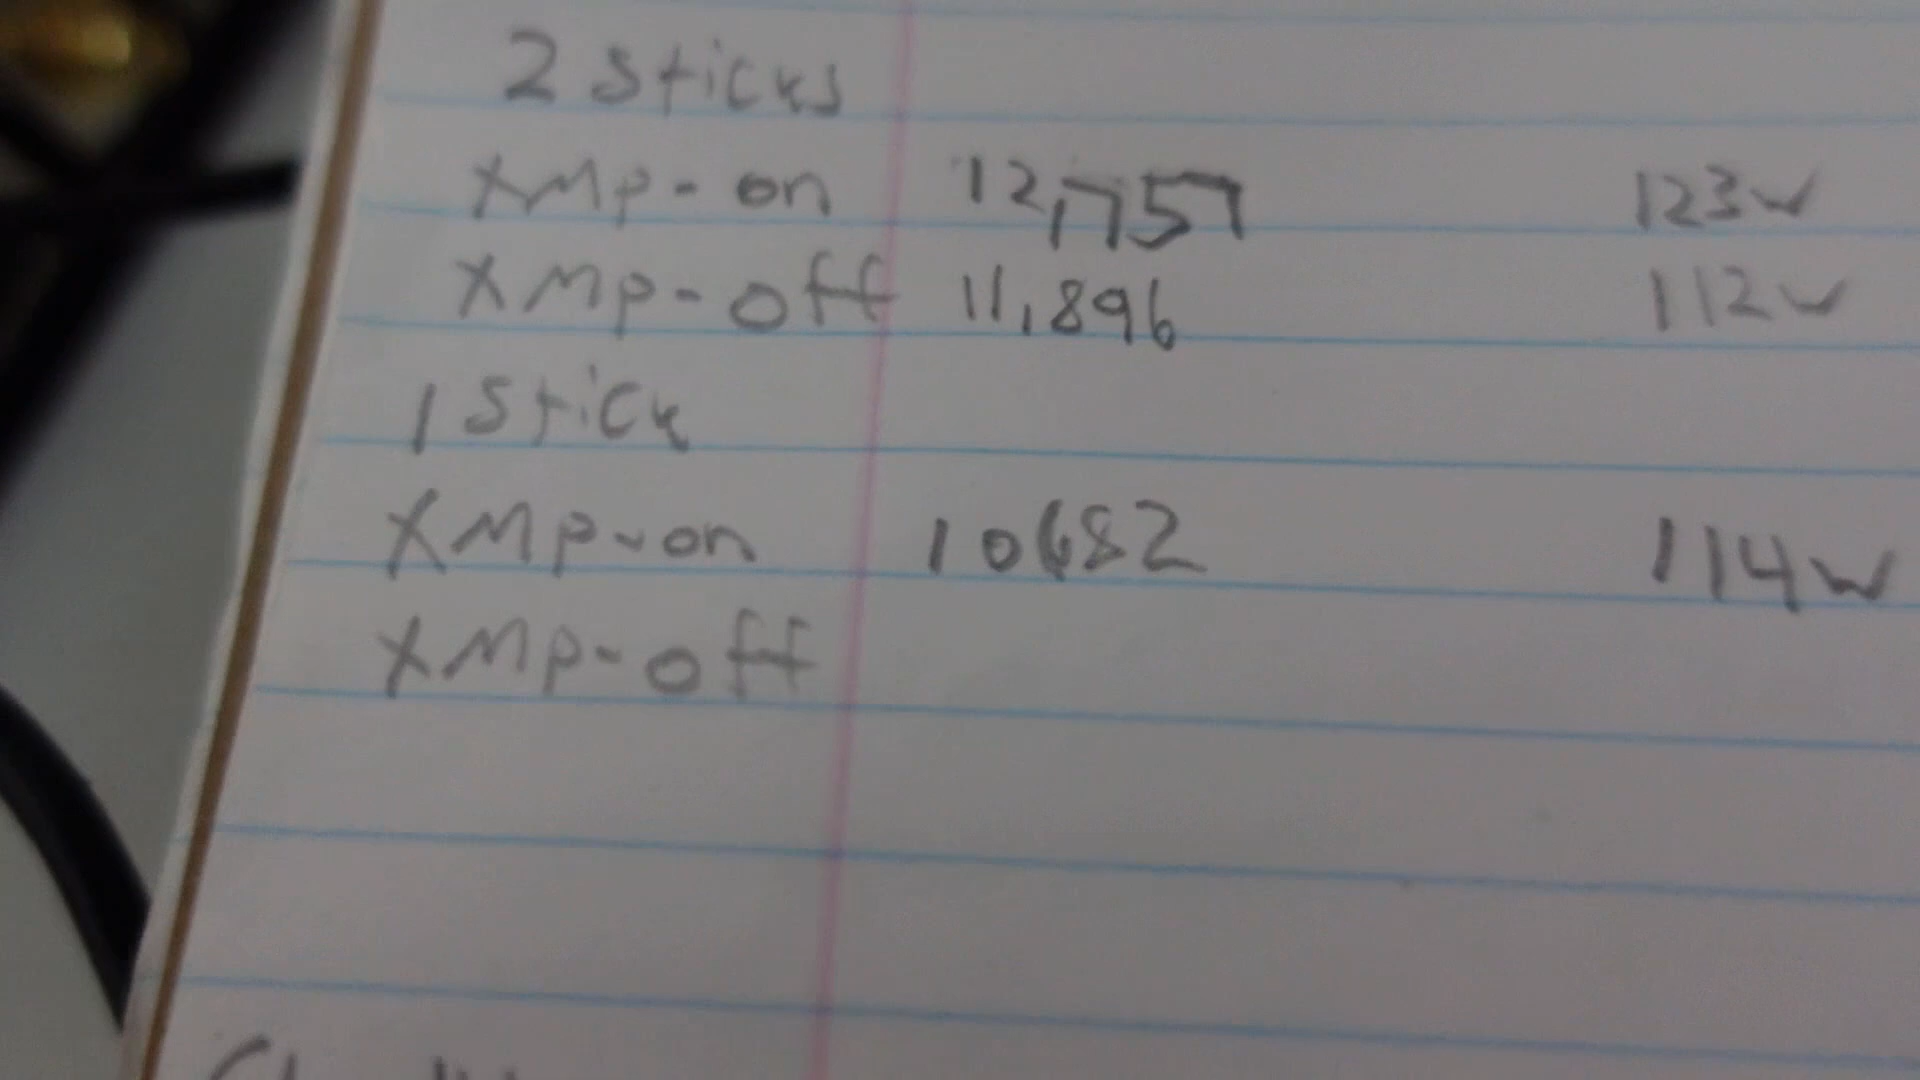 2 sticks
XMP-on 12,757 123w
XMP-off 11,896 112w
1 stick
XMP-on 10682 114w
XMP-off